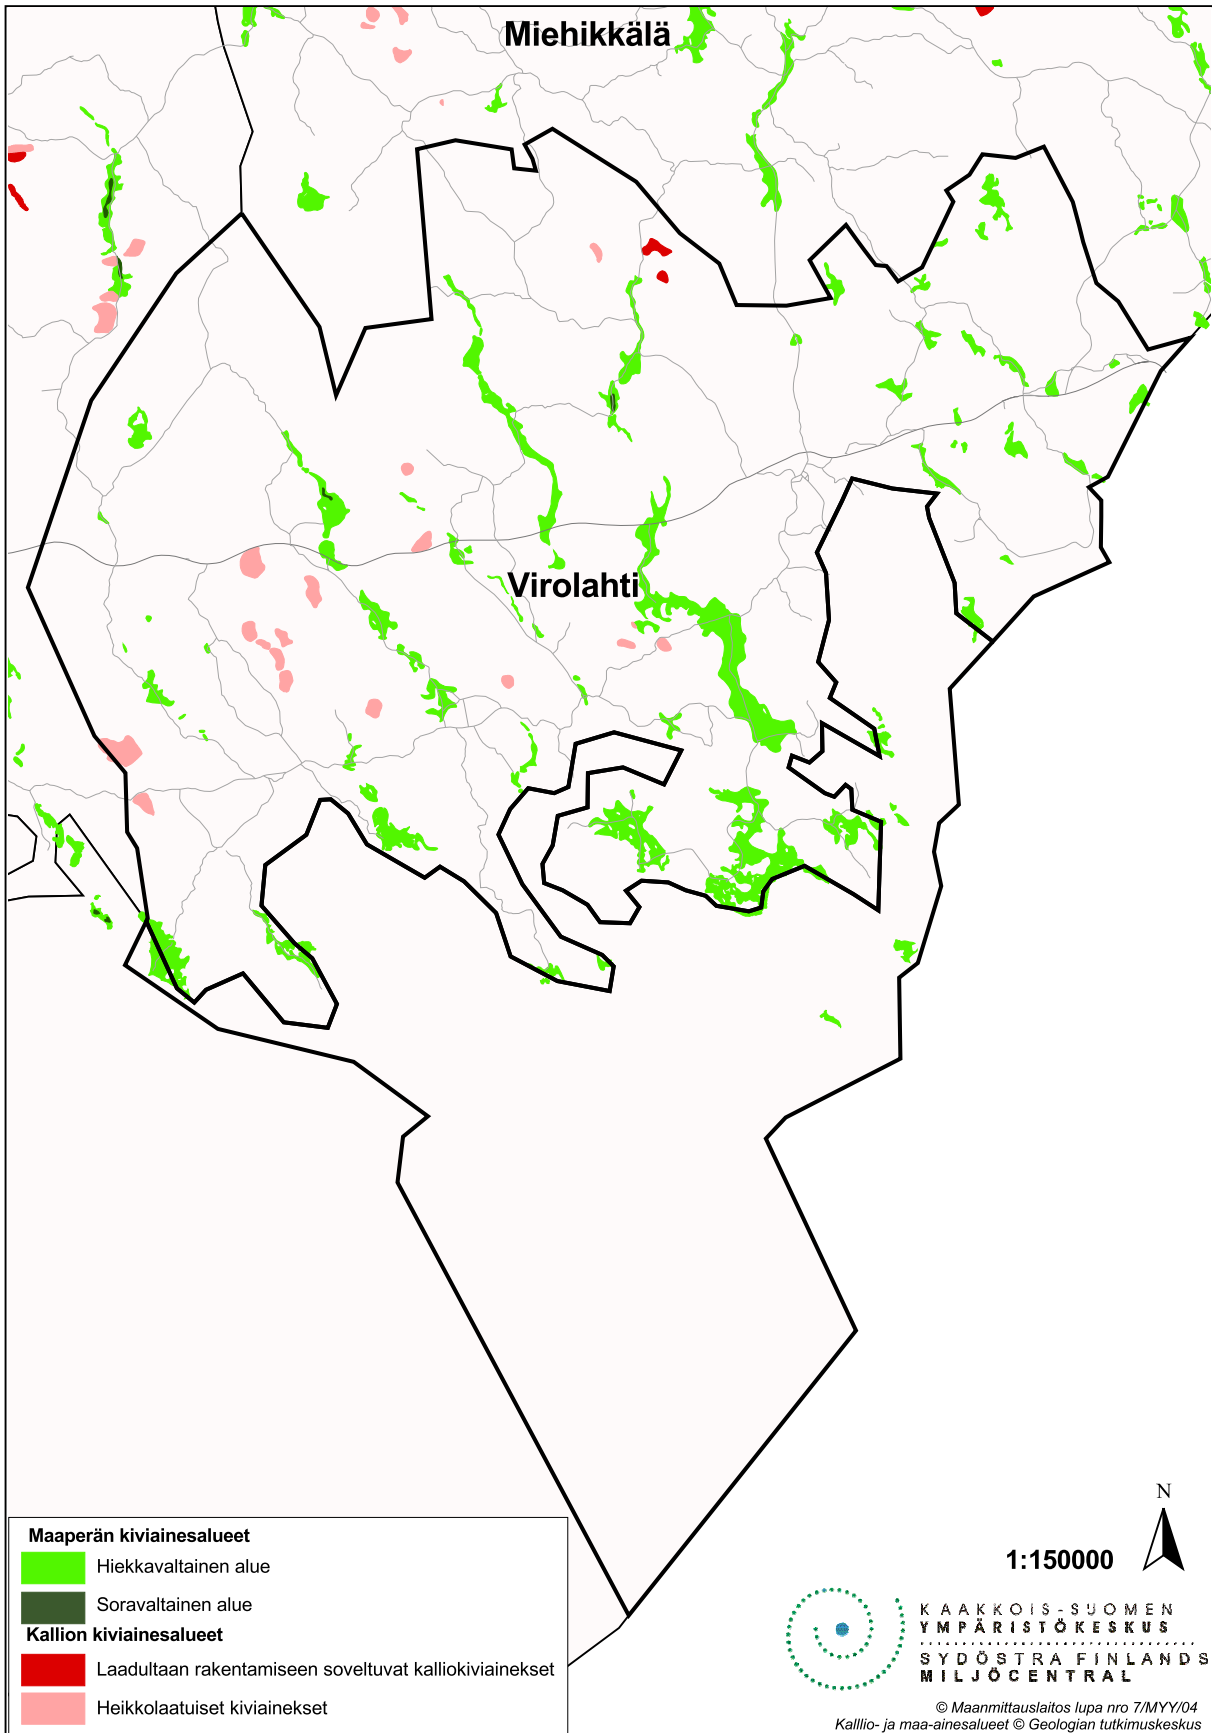 Miehikkälä
Virolahti
Maaperän kiviainesalueet
Hiekkavaltainen alue
Soravaltainen alue
Kallion kiviainesalueet
Laadultaan rakentamiseen soveltuvat kalliokiviainekset
Heikkolaatuiset kiviainekset
N
1:150000
KAAKKOIS-SUOMEN
YMPÄRISTÖKESKUS
SYDÖSTRA FINLANDS
MILJÖCENTRAL
© Maanmittauslaitos lupa nro 7/MYY/04
Kalllio- ja maa-ainesalueet © Geologian tutkimuskeskus